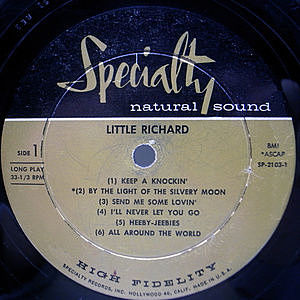 Specialty
natural sound
LITTLE RICHARD
SIDE 1
BMI
*ASCAP
LONG PLAY
33-1/3 RPM
SP-2103-1
(1) KEEP A KNOCKIN'
*(2) BY THE LIGHT OF THE SILVERY MOON
(3) SEND ME SOME LOVIN'
(4) I'LL NEVER LET YOU GO
(5) HEEBY-JEEBIES
(6) ALL AROUND THE WORLD
HIGH FIDELITY
SPECIALTY RECORDS, INC. HOLLYWOOD 46, CALIF. MADE IN U.S.A.